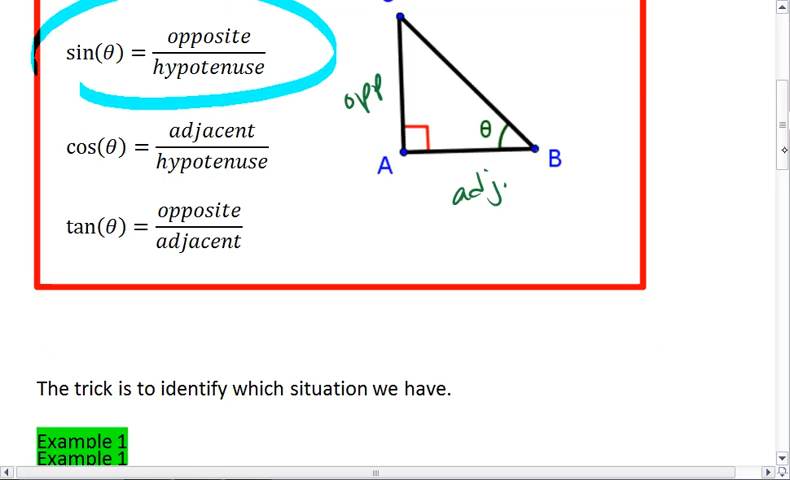 sin(θ) = opposite / hypotenuse
opp
cos(θ) = adjacent / hypotenuse
θ
A
B
adj.
tan(θ) = opposite / adjacent
The trick is to identify which situation we have.
Example 1
Example 1